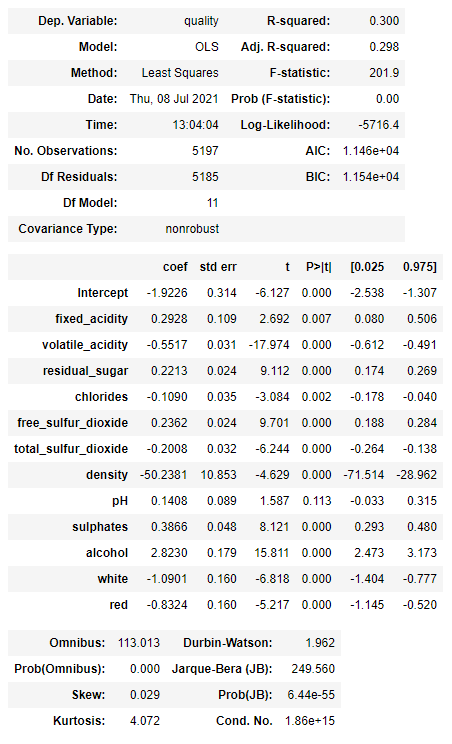 Dep. Variable: quality R-squared: 0.300
Model: OLS Adj. R-squared: 0.298
Method: Least Squares F-statistic: 201.9
Date: Thu, 08 Jul 2021 Prob (F-statistic): 0.00
Time: 13:04:04 Log-Likelihood: -5716.4
No. Observations: 5197 AIC: 1.146e+04
Df Residuals: 5185 BIC: 1.154e+04
Df Model: 11
Covariance Type: nonrobust
coef std err t P>|t| [0.025 0.975]
Intercept -1.9226 0.314 -6.127 0.000 -2.538 -1.307
fixed_acidity 0.2928 0.109 2.692 0.007 0.080 0.506
volatile_acidity -0.5517 0.031 -17.974 0.000 -0.612 -0.491
residual_sugar 0.2213 0.024 9.112 0.000 0.174 0.269
chlorides -0.1090 0.035 -3.084 0.002 -0.178 -0.040
free_sulfur_dioxide 0.2362 0.024 9.701 0.000 0.188 0.284
total_sulfur_dioxide -0.2008 0.032 -6.244 0.000 -0.264 -0.138
density -50.2381 10.853 -4.629 0.000 -71.514 -28.962
pH 0.1408 0.089 1.587 0.113 -0.033 0.315
sulphates 0.3866 0.048 8.121 0.000 0.293 0.480
alcohol 2.8230 0.179 15.811 0.000 2.473 3.173
white -1.0901 0.160 -6.818 0.000 -1.404 -0.777
red -0.8324 0.160 -5.217 0.000 -1.145 -0.520
Omnibus: 113.013 Durbin-Watson: 1.962
Prob(Omnibus): 0.000 Jarque-Bera (JB): 249.560
Skew: 0.029 Prob(JB): 6.44e-55
Kurtosis: 4.072 Cond. No. 1.86e+15